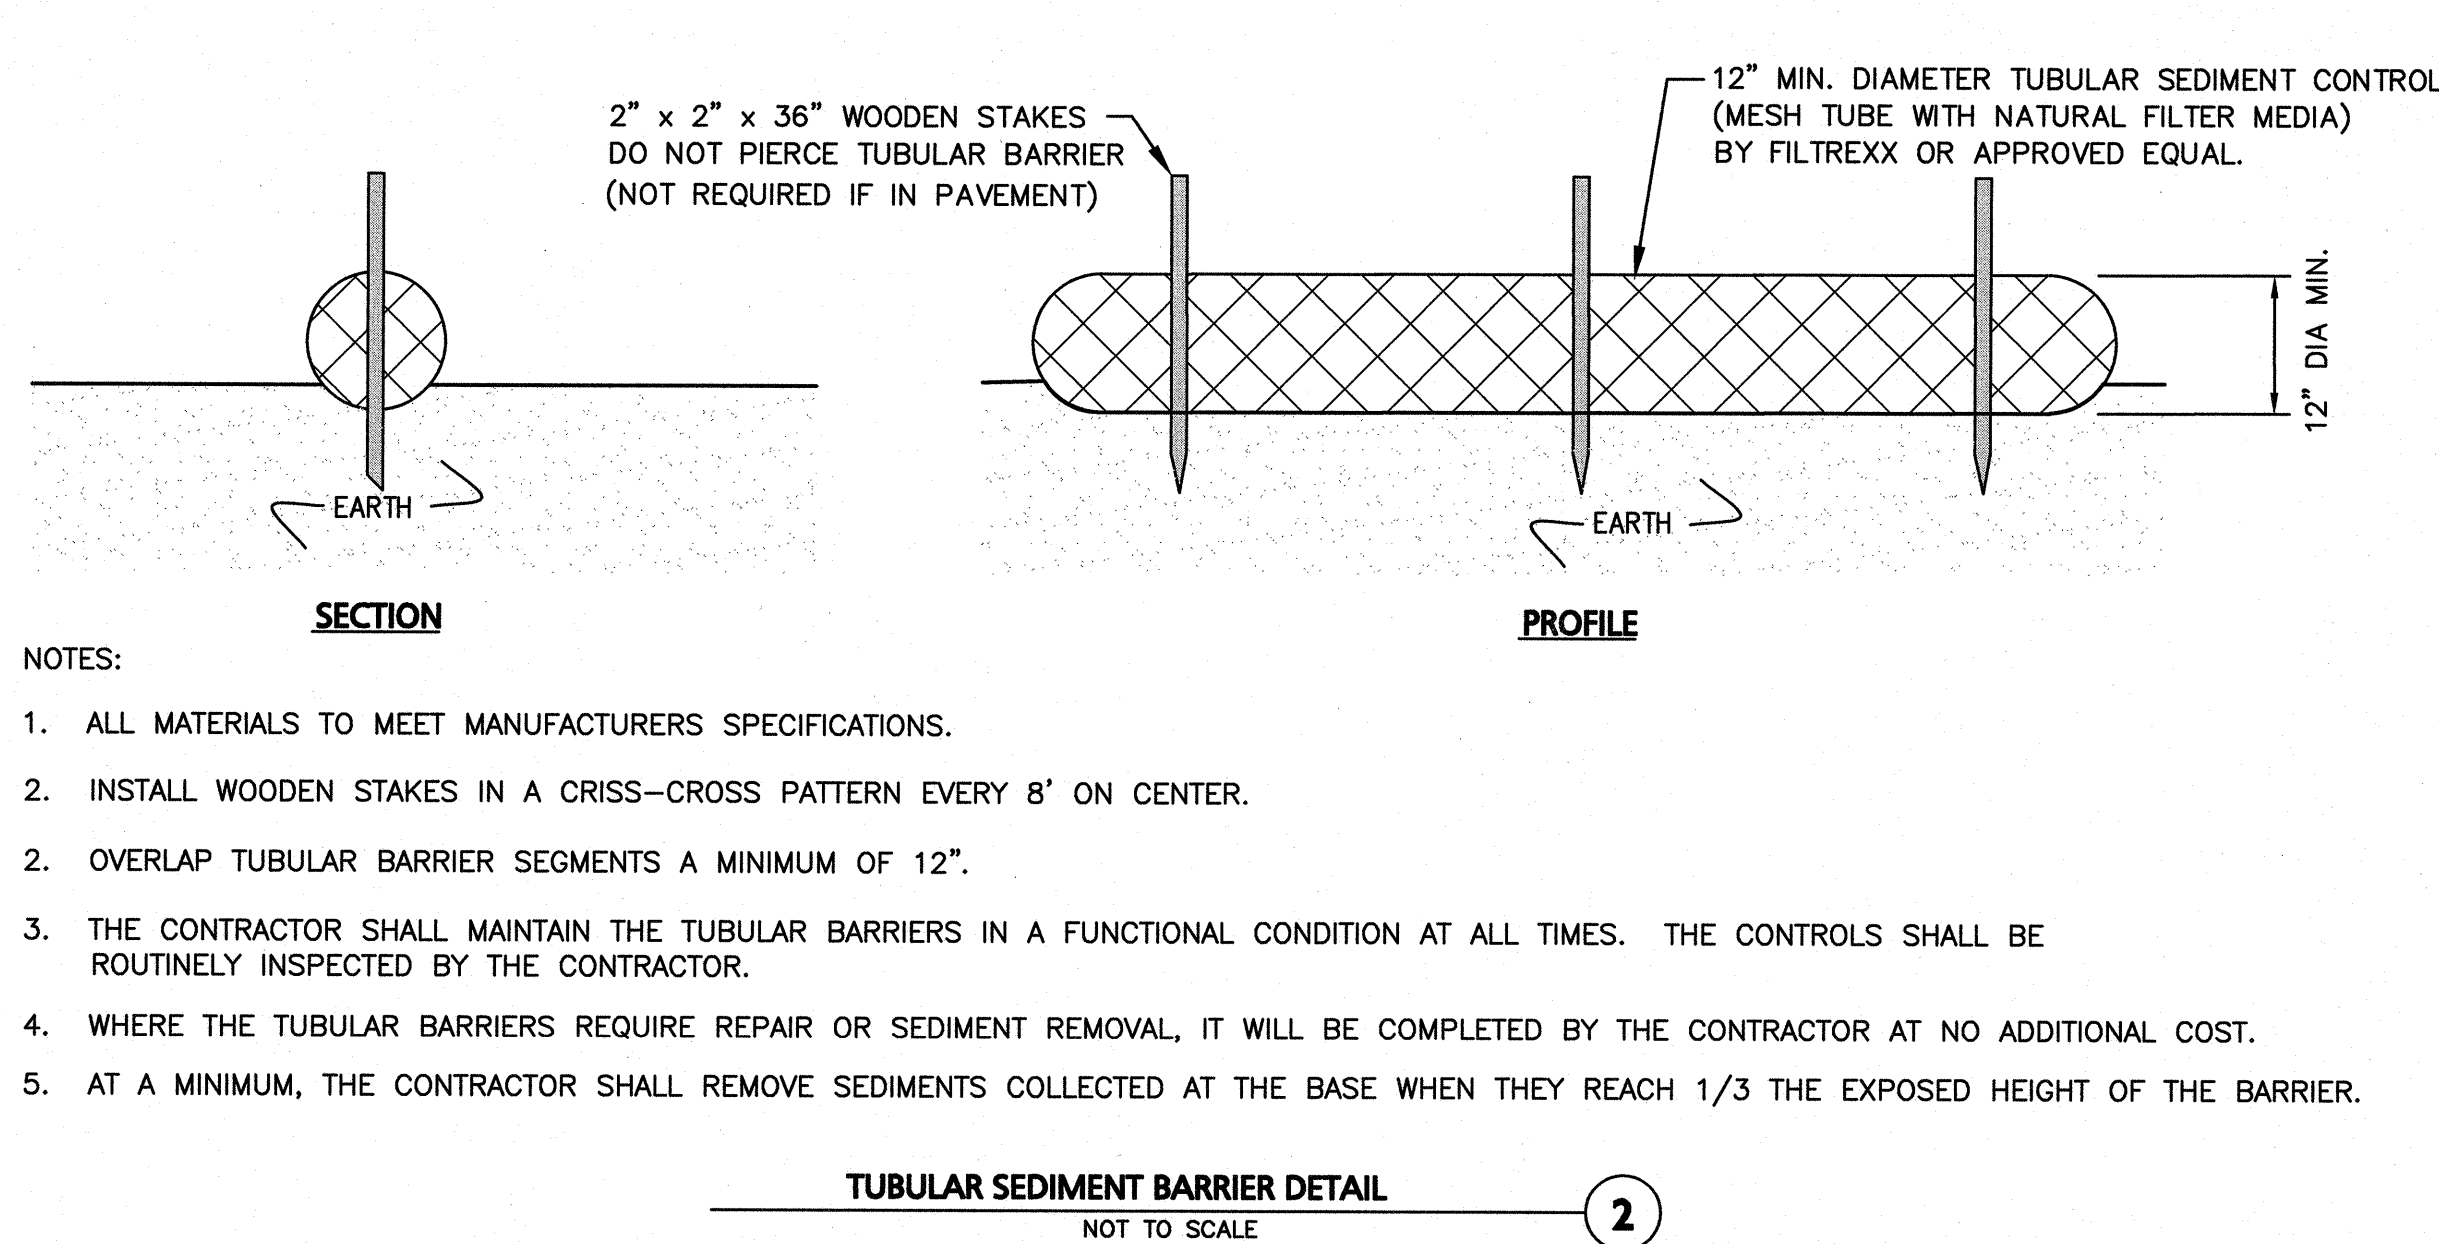 2” x 2” x 36” WOODEN STAKES
DO NOT PIERCE TUBULAR BARRIER
(NOT REQUIRED IF IN PAVEMENT)
12” MIN. DIAMETER TUBULAR SEDIMENT CONTROL
(MESH TUBE WITH NATURAL FILTER MEDIA)
BY FILTREXX OR APPROVED EQUAL.
12” DIA MIN.
EARTH
EARTH
SECTION
PROFILE
NOTES:
1. ALL MATERIALS TO MEET MANUFACTURERS SPECIFICATIONS.
2. INSTALL WOODEN STAKES IN A CRISS-CROSS PATTERN EVERY 8' ON CENTER.
2. OVERLAP TUBULAR BARRIER SEGMENTS A MINIMUM OF 12”.
3. THE CONTRACTOR SHALL MAINTAIN THE TUBULAR BARRIERS IN A FUNCTIONAL CONDITION AT ALL TIMES. THE CONTROLS SHALL BE
ROUTINELY INSPECTED BY THE CONTRACTOR.
4. WHERE THE TUBULAR BARRIERS REQUIRE REPAIR OR SEDIMENT REMOVAL, IT WILL BE COMPLETED BY THE CONTRACTOR AT NO ADDITIONAL COST.
5. AT A MINIMUM, THE CONTRACTOR SHALL REMOVE SEDIMENTS COLLECTED AT THE BASE WHEN THEY REACH 1/3 THE EXPOSED HEIGHT OF THE BARRIER.
TUBULAR SEDIMENT BARRIER DETAIL
NOT TO SCALE
2